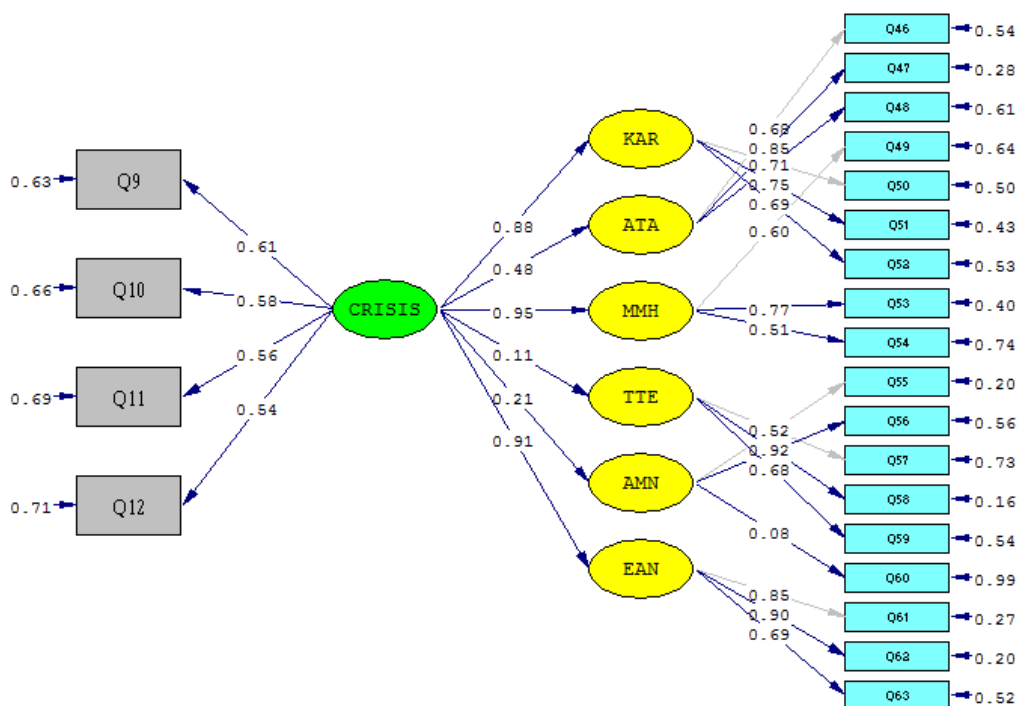 Q46
0.54
Q47
0.28
Q48
0.61
Q49
0.64
Q50
0.50
Q51
0.43
Q52
0.53
Q53
0.40
Q54
0.74
Q55
0.20
Q56
0.56
Q57
0.73
Q58
0.16
Q59
0.54
Q60
0.99
Q61
0.27
Q62
0.20
Q63
0.52
0.63
Q9
0.66
Q10
0.69
Q11
0.71
Q12
0.61
0.58
0.56
0.54
CRISIS
0.88
0.48
0.95
0.11
0.21
0.91
KAR
ATA
MMH
TTE
AMN
EAN
0.68
0.85
0.71
0.75
0.69
0.60
0.77
0.51
0.52
0.92
0.68
0.08
0.85
0.90
0.69